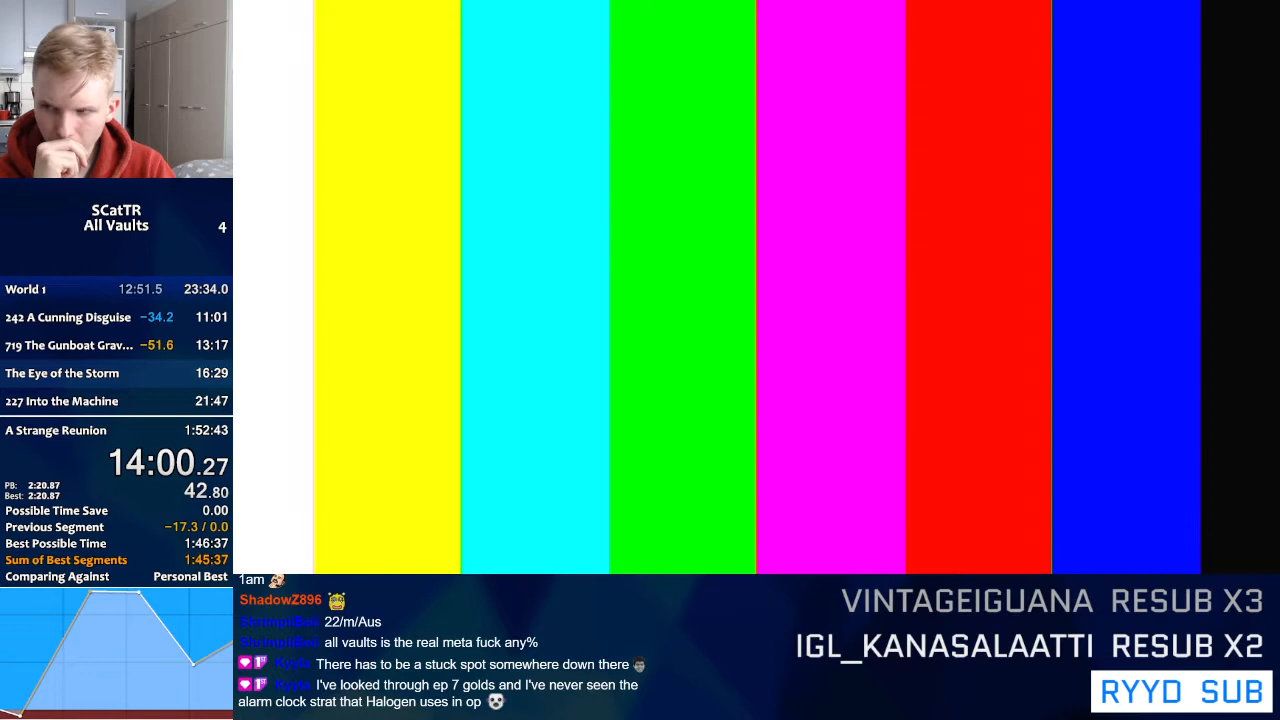 SCatTR
All Vaults 4
World 1 12:51.5 23:34.0
242 A Cunning Disguise −34.2 11:01
719 The Gunboat Grav... −51.6 13:17
The Eye of the Storm 16:29
227 Into the Machine 21:47
A Strange Reunion 1:52:43
14:00.27
PB: 2:20.87
Best: 2:20.87
42.80
Possible Time Save 0.00
Previous Segment −17.3 / 0.0
Best Possible Time 1:46:37
Sum of Best Segments 1:45:37
Comparing Against Personal Best
1am
ShadowZ896
22/m/Aus
all vaults is the real meta fuck any%
Kyyla There has to be a stuck spot somewhere down there
Kyyla I've looked through ep 7 golds and I've never seen the
alarm clock strat that Halogen uses in op
VINTAGEIGUANA RESUB X3
IGL_KANASALAATTI RESUB X2
RYYD SUB